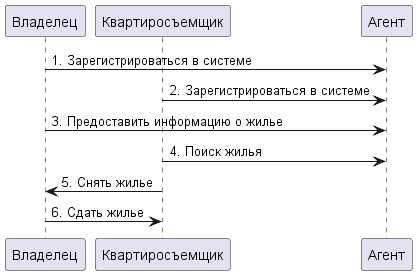 Владелец
Квартиросъемщик
Агент
1. Зарегистрироваться в системе
2. Зарегистрироваться в системе
3. Предоставить информацию о жилье
4. Поиск жилья
5. Снять жилье
6. Сдать жилье
Владелец
Квартиросъемщик
Агент